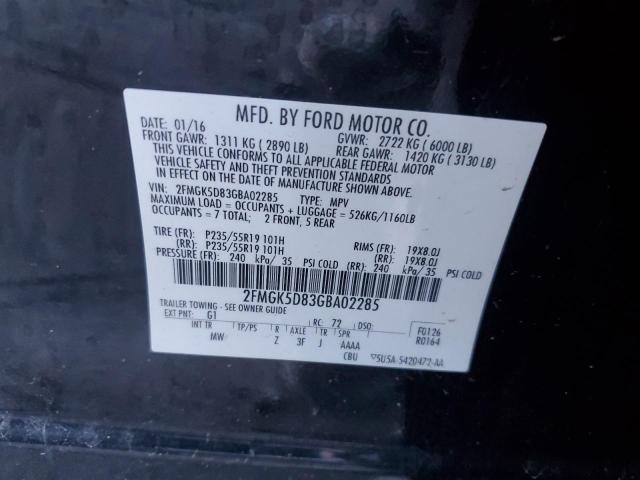 MFD. BY FORD MOTOR CO.
01/16 GVWR: 2722 KG ( 6000 LB)
FRONT GAWR: 1311 KG ( 2890 LB) REAR GAWR: 1420 KG ( 3130 LB)
THIS VEHICLE CONFORMS TO ALL APPLICABLE FEDERAL MOTOR
VEHICLE SAFETY AND THEFT PREVENTION STANDARDS
IN EFFECT ON THE DATE OF MANUFACTURE SHOWN ABOVE.
VIN: 2FMGK5D83GBA02285 TYPE: MPV
MAXIMUM LOAD = OCCUPANTS + LUGGAGE = 526KG/1160LB
OCCUPANTS = 7 TOTAL; 2 FRONT, 5 REAR
TIRE (FR): P235/55R19 101H RIMS (FR): 19X8.0J
(RR): P235/55R19 101H (RR): 19X8.0J
PRESSURE (FR): 240 kPa/ 35 PSI COLD (RR): 240 kPa/ 35 PSI COLD
2FMGK5D83GBA02285
TRAILER TOWING - SEE OWNER GUIDE
EXT PNT: G1 RC: 72 DSO: F0126
INT TR TP/PS R AXLE TR SPR R0164
MW Z 3F J AAAA
CBU 5U5A-5420472-AA